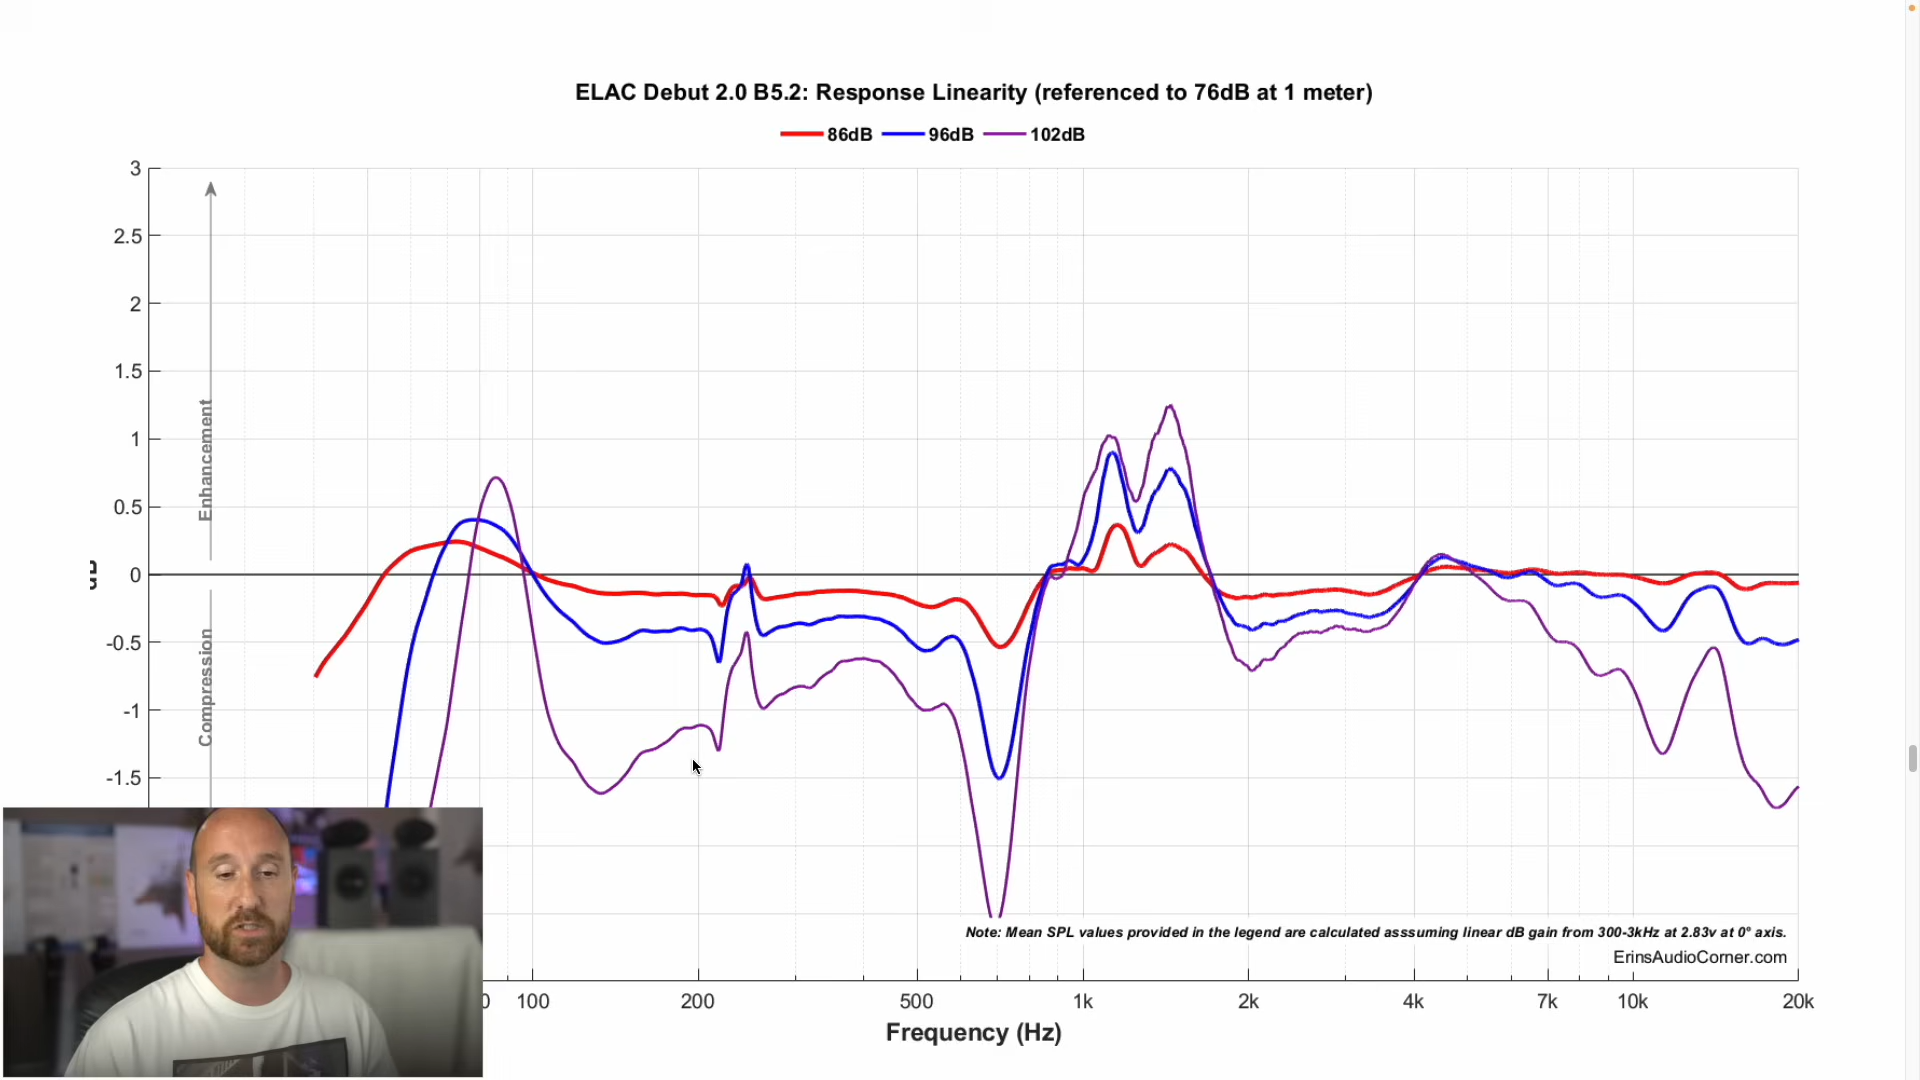 ELAC Debut 2.0 B5.2: Response Linearity (referenced to 76dB at 1 meter)
86dB 96dB 102dB
3
2.5
2
1.5
1
0.5
0
-0.5
-1
-1.5
Enhancement
Compression
dB
Note: Mean SPL values provided in the legend are calculated asssuming linear dB gain from 300-3kHz at 2.83v at 0° axis.
ErinsAudioCorner.com
0 100 200 500 1k 2k 4k 7k 10k 20k
Frequency (Hz)